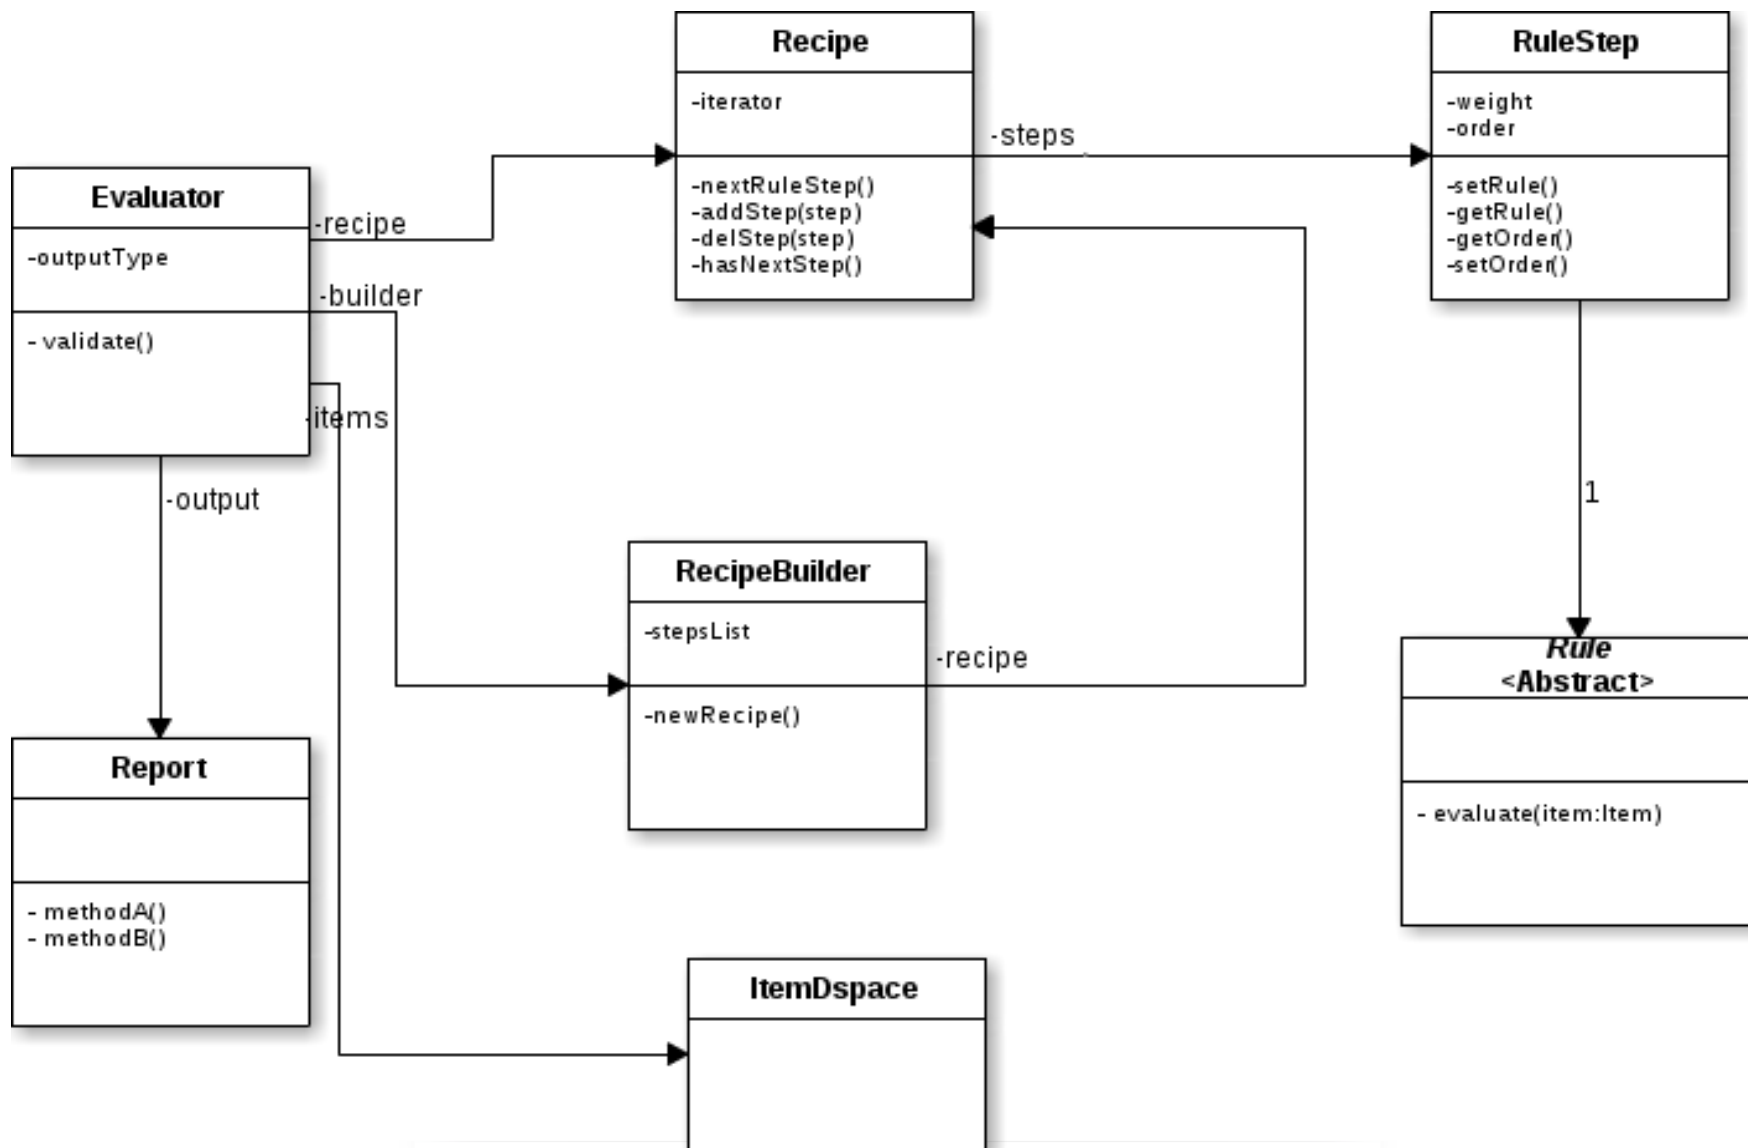 Recipe
-iterator
-nextRuleStep()
-addStep(step)
-delStep(step)
-hasNextStep()
-steps
RuleStep
-weight
-order
-setRule()
-getRule()
-getOrder()
-setOrder()
Evaluator
-outputType
- validate()
-recipe
-builder
-items
-output
1
RecipeBuilder
-stepsList
-newRecipe()
-recipe
Rule
<Abstract>
- evaluate(item:Item)
Report
- methodA()
- methodB()
ItemDspace